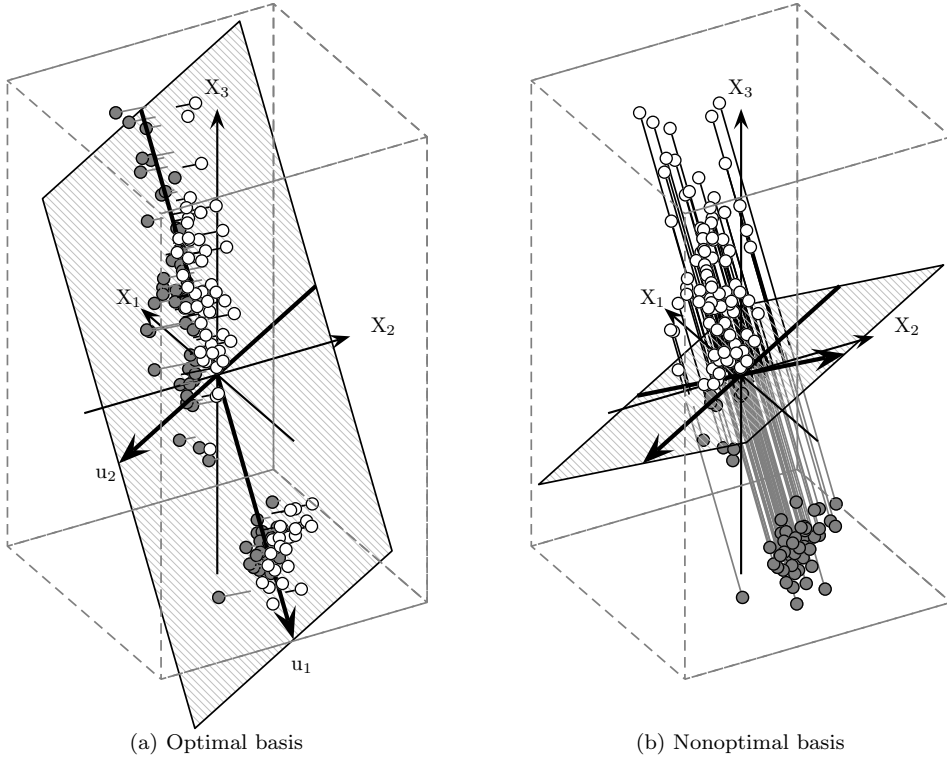 X3
X1
X2
u2
u1
(a) Optimal basis
X3
X1
X2
(b) Nonoptimal basis